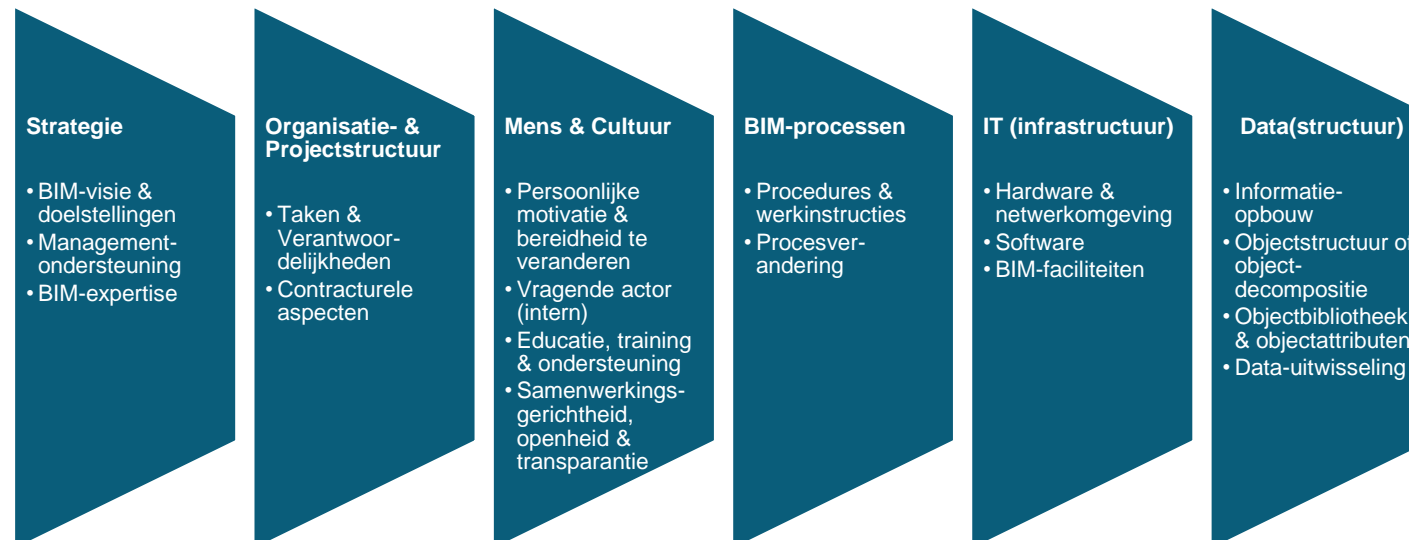 Strategie
• BIM-visie &
doelstellingen
• Management-
ondersteuning
• BIM-expertise
Organisatie- &
Projectstructuur
• Taken &
Verantwoor-
delijkheden
• Contracturele
aspecten
Mens & Cultuur
• Persoonlijke
motivatie &
bereidheid te
veranderen
• Vragende actor
(intern)
• Educatie, training
& ondersteuning
• Samenwerkings-
gerichtheid,
openheid &
transparantie
BIM-processen
• Procedures &
werkinstructies
• Procesver-
andering
IT (infrastructuur)
• Hardware &
netwerkomgeving
• Software
• BIM-faciliteiten
Data(structuur)
• Informatie-
opbouw
• Objectstructuur of
object-
decompositie
• Objectbibliotheek
& objectattributen
• Data-uitwisseling